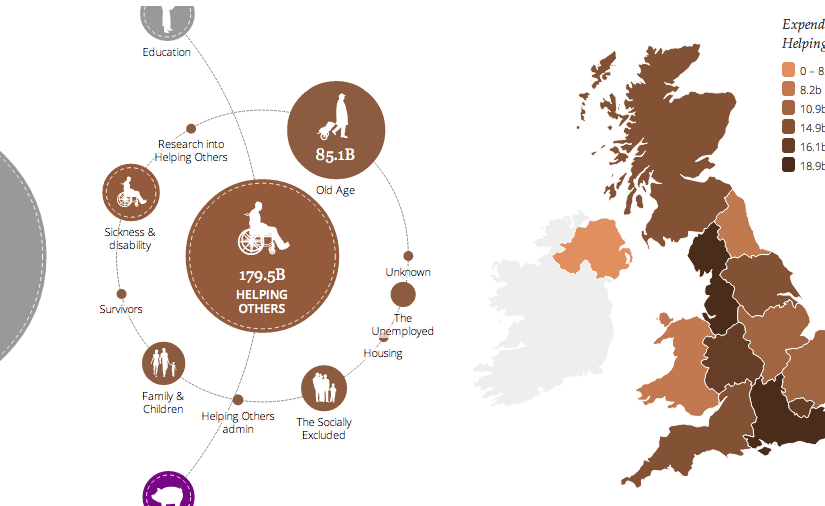 Education
Research into
Helping Others
85.1B
Old Age
Sickness &
disability
179.5B
HELPING
OTHERS
Unknown
Survivors
The
Unemployed
Housing
Family &
Children
Helping Others
admin
The Socially
Excluded
Expend
Helping
0 – 8
8.2b
10.9b
14.9b
16.1b
18.9b